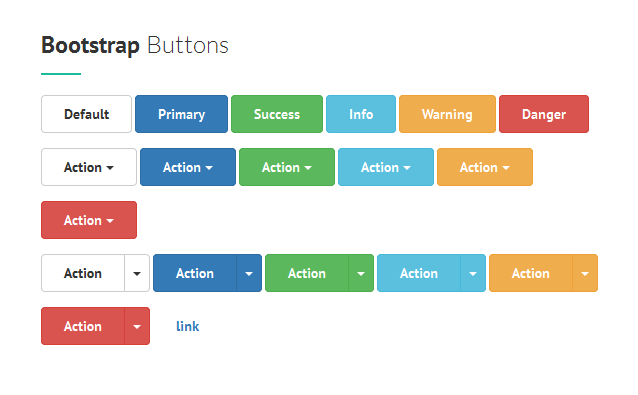 Bootstrap Buttons
Default Primary Success Info Warning Danger
Action Action Action Action Action
Action
Action Action Action Action Action
Action link